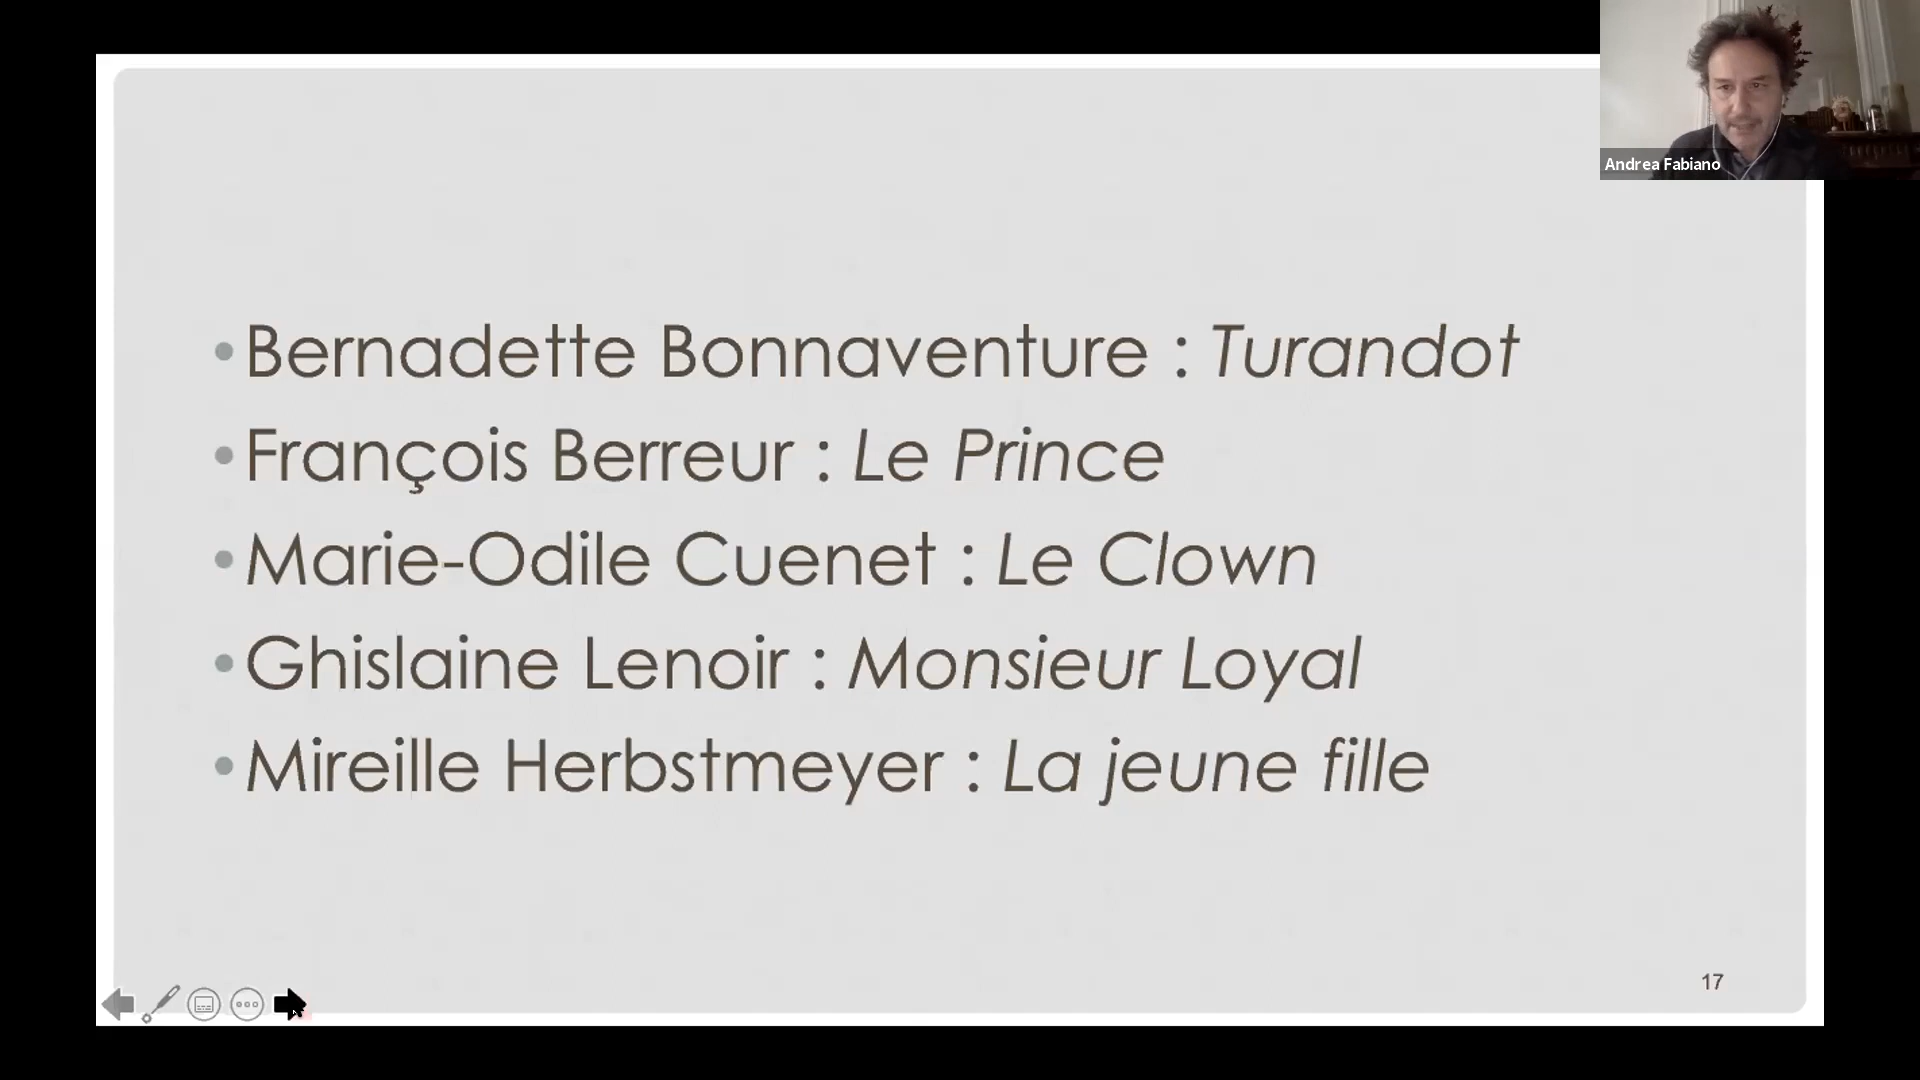 Andrea Fabiano
•Bernadette Bonnaventure : Turandot
•François Berreur : Le Prince
•Marie-Odile Cuenet : Le Clown
•Ghislaine Lenoir : Monsieur Loyal
•Mireille Herbstmeyer : La jeune fille
17